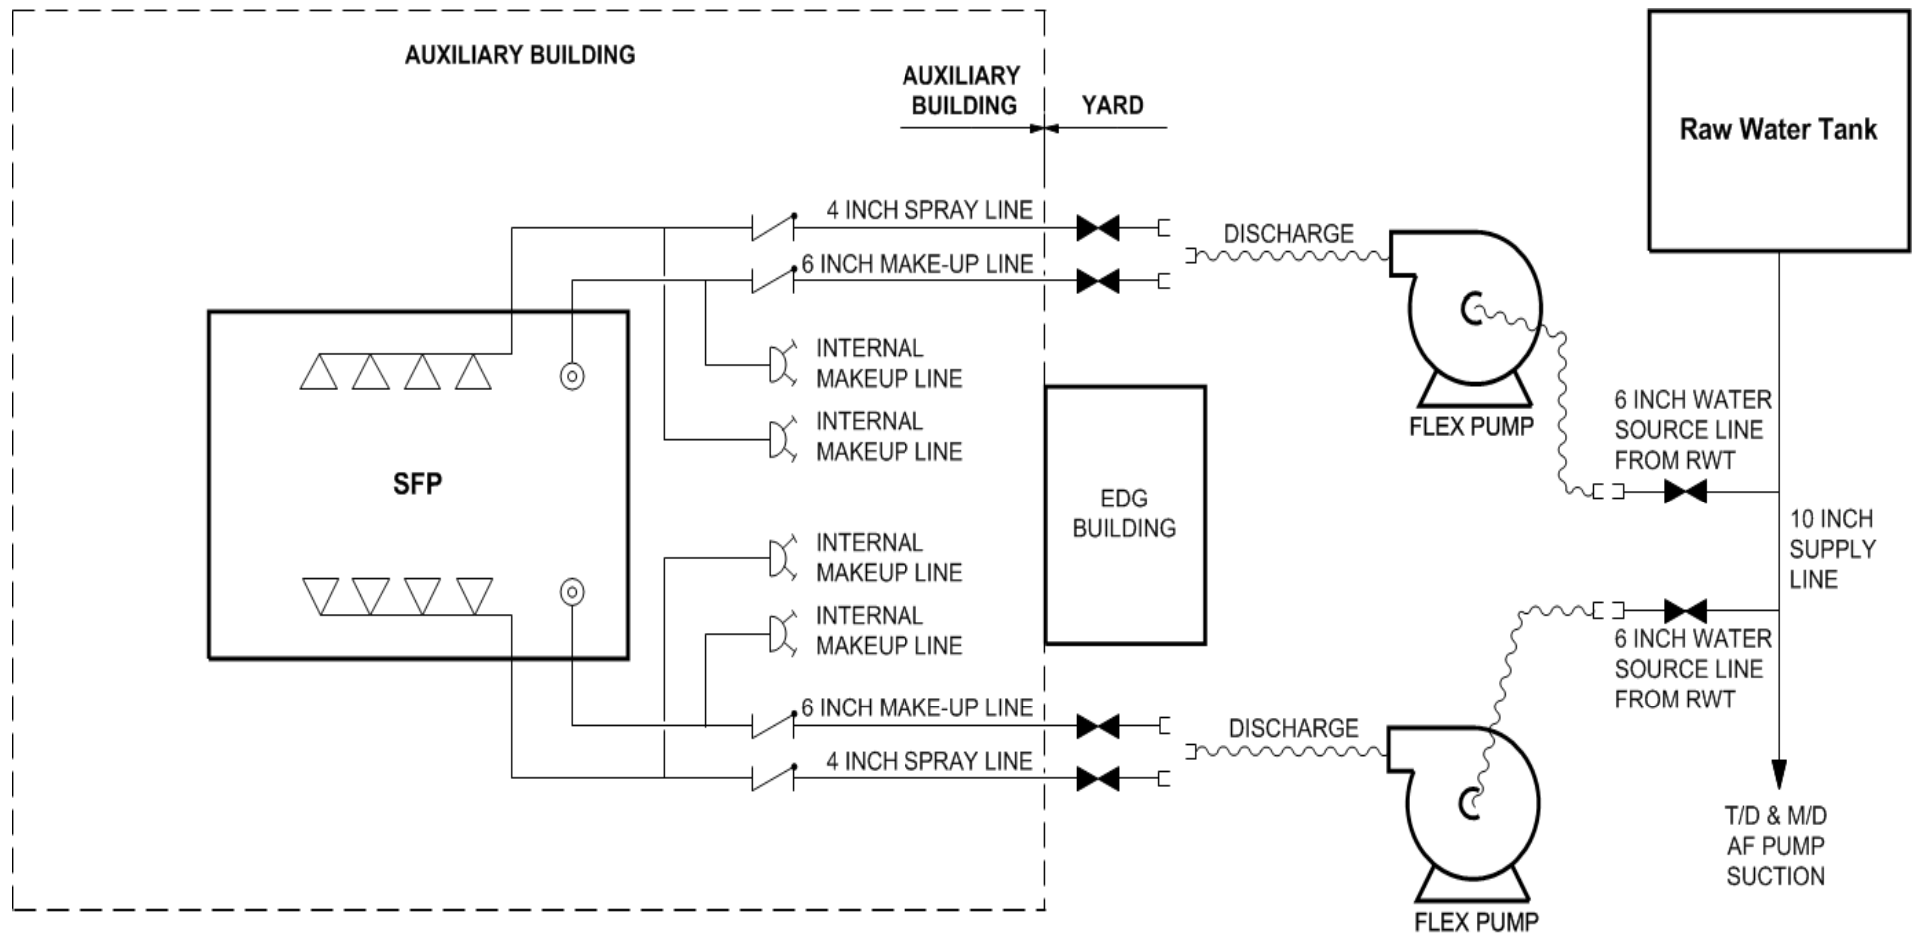 AUXILIARY BUILDING
AUXILIARY
BUILDING
YARD
Raw Water Tank
4 INCH SPRAY LINE
DISCHARGE
6 INCH MAKE-UP LINE
INTERNAL
MAKEUP LINE
INTERNAL
MAKEUP LINE
FLEX PUMP
6 INCH WATER
SOURCE LINE
FROM RWT
SFP
EDG
BUILDING
10 INCH
SUPPLY
LINE
INTERNAL
MAKEUP LINE
INTERNAL
MAKEUP LINE
6 INCH WATER
SOURCE LINE
FROM RWT
6 INCH MAKE-UP LINE
DISCHARGE
4 INCH SPRAY LINE
T/D & M/D
AF PUMP
SUCTION
FLEX PUMP